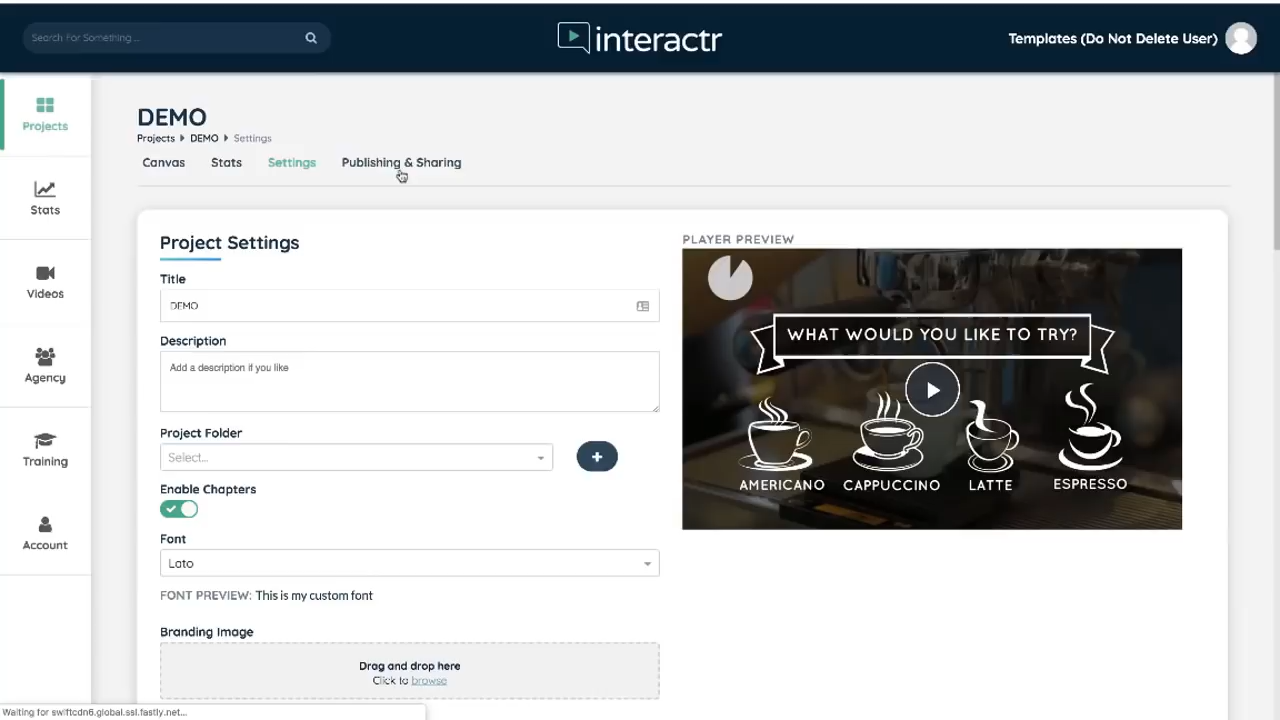 Search For Something...
interactr
Templates (Do Not Delete User)
Projects
Stats
Videos
Agency
Training
Account
DEMO
Projects DEMO Settings
Canvas Stats Settings Publishing & Sharing
Project Settings
Title
DEMO
Description
Add a description if you like
Project Folder
Select...
Enable Chapters
Font
Lato
FONT PREVIEW: This is my custom font
Branding Image
Drag and drop here
Click to browse
PLAYER PREVIEW
WHAT WOULD YOU LIKE TO TRY?
AMERICANO CAPPUCCINO LATTE ESPRESSO
Waiting for swiftcdn6.global.ssl.fastly.net...